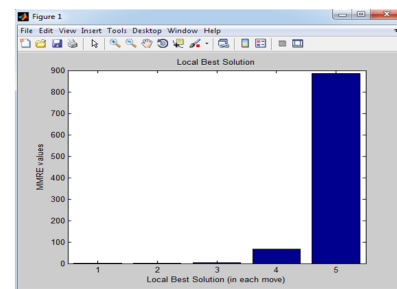 Figure 1
File Edit View Insert Tools Desktop Window Help
Local Best Solution
900
800
700
600
500
400
300
200
100
0
MMRE values
1 2 3 4 5
Local Best Solution (in each move)